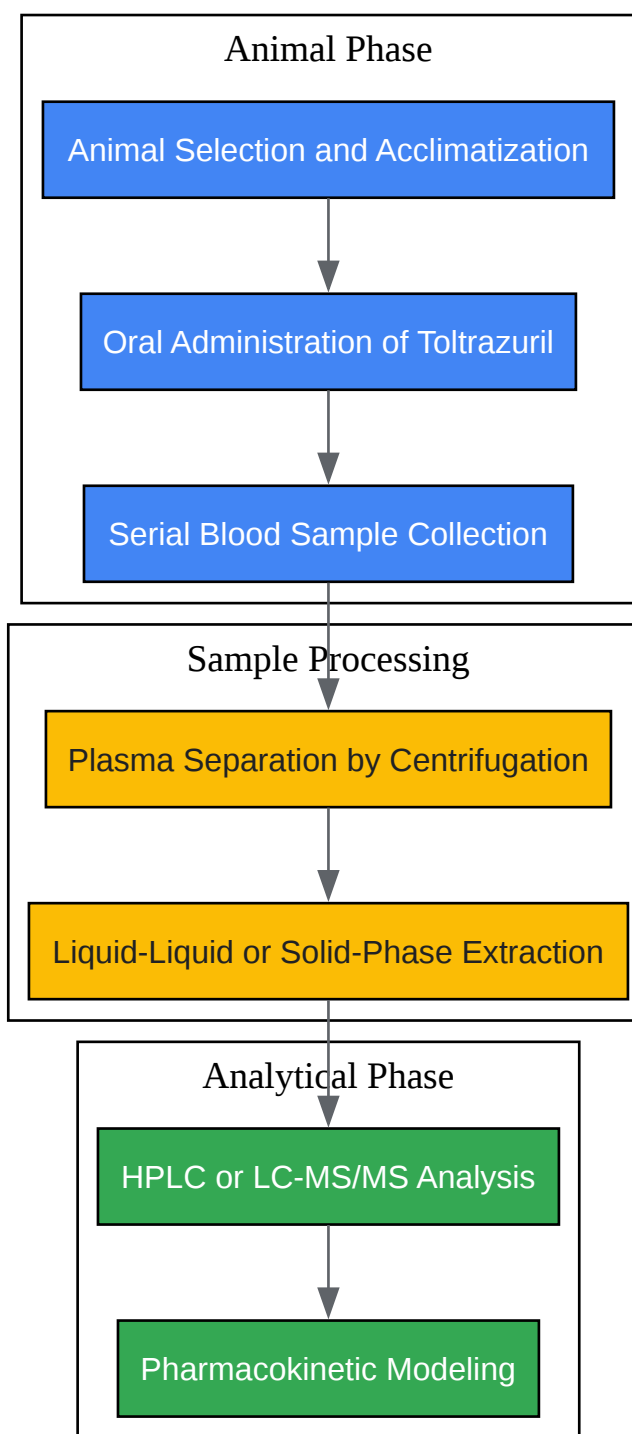 Animal Phase
Animal Selection and Acclimatization
Oral Administration of Toltrazuril
Serial Blood Sample Collection
Sample Processing
Plasma Separation by Centrifugation
Liquid-Liquid or Solid-Phase Extraction
Analytical Phase
HPLC or LC-MS/MS Analysis
Pharmacokinetic Modeling